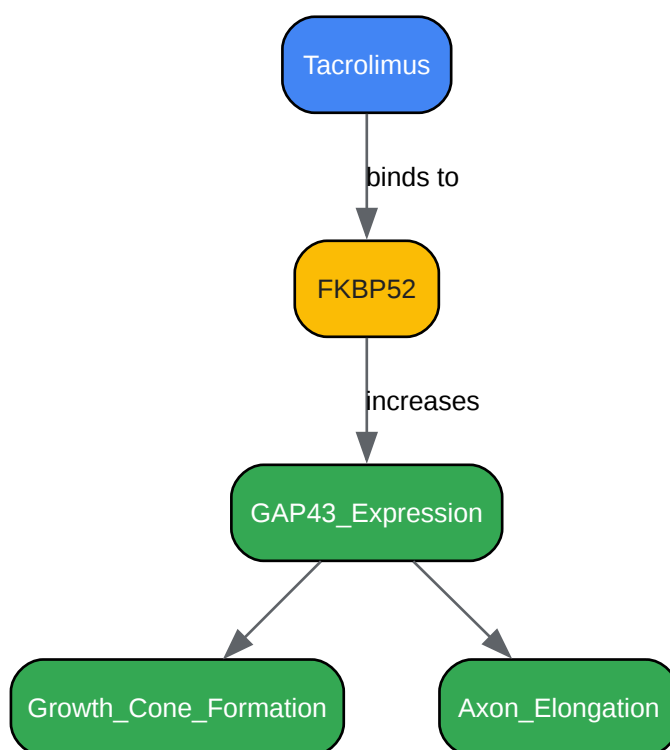 Tacrolimus
binds to
FKBP52
increases
GAP43_Expression
Growth_Cone_Formation
Axon_Elongation